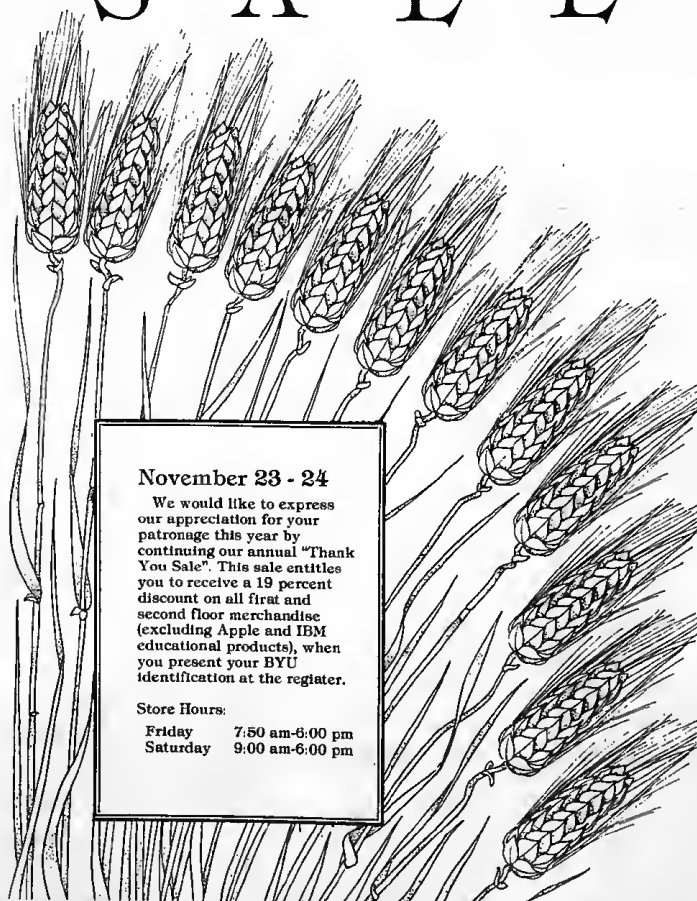 SALE
November 23 - 24
We would like to express
our appreciation for your
patronage this year by
continuing our annual "Thank
You Sale". This sale entitles
you to receive a 19 percent
discount on all first and
second floor merchandise
(excluding Apple and IBM
educational products), when
you present your BYU
identification at the register.
Store Hours:
Friday 7:50 am-6:00 pm
Saturday 9:00 am-6:00 pm